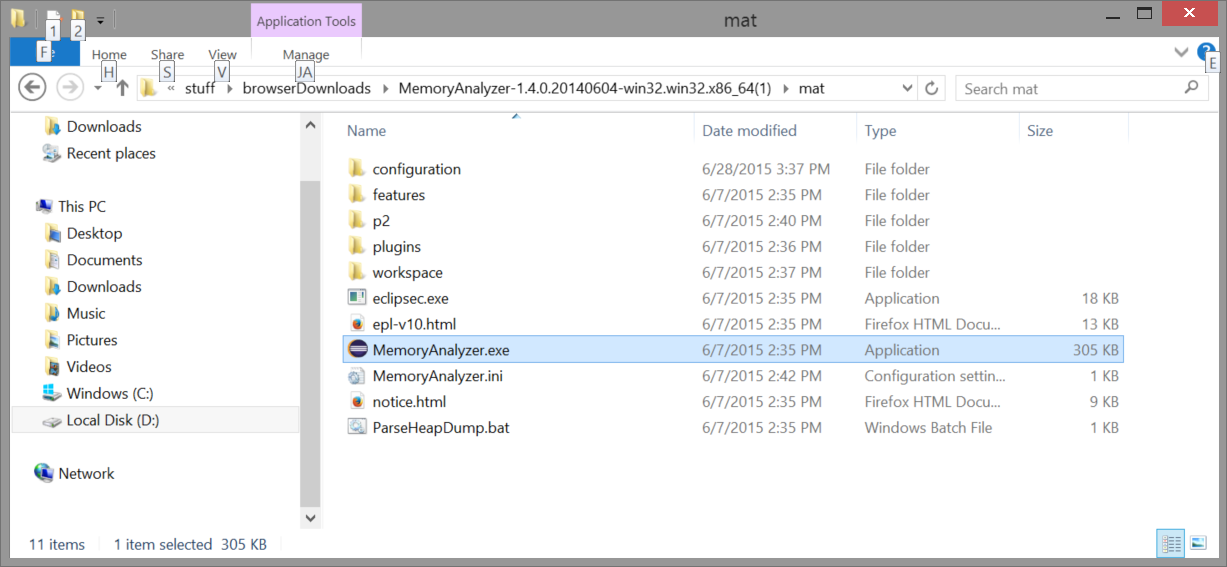 1 2 Application Tools mat
F Home Share View Manage
H S V JA E
« stuff browserDownloads MemoryAnalyzer-1.4.0.20140604-win32.win32.x86_64(1) mat Search mat
Name Date modified Type Size
Downloads
Recent places
This PC
Desktop
Documents
Downloads
Music
Pictures
Videos
Windows (C:)
Local Disk (D:)
Network
configuration 6/28/2015 3:37 PM File folder
features 6/7/2015 2:35 PM File folder
p2 6/7/2015 2:40 PM File folder
plugins 6/7/2015 2:36 PM File folder
workspace 6/7/2015 2:37 PM File folder
eclipsec.exe 6/7/2015 2:35 PM Application 18 KB
epl-v10.html 6/7/2015 2:35 PM Firefox HTML Docu... 13 KB
MemoryAnalyzer.exe 6/7/2015 2:35 PM Application 305 KB
MemoryAnalyzer.ini 6/7/2015 2:42 PM Configuration settin... 1 KB
notice.html 6/7/2015 2:35 PM Firefox HTML Docu... 9 KB
ParseHeapDump.bat 6/7/2015 2:35 PM Windows Batch File 1 KB
11 items 1 item selected 305 KB